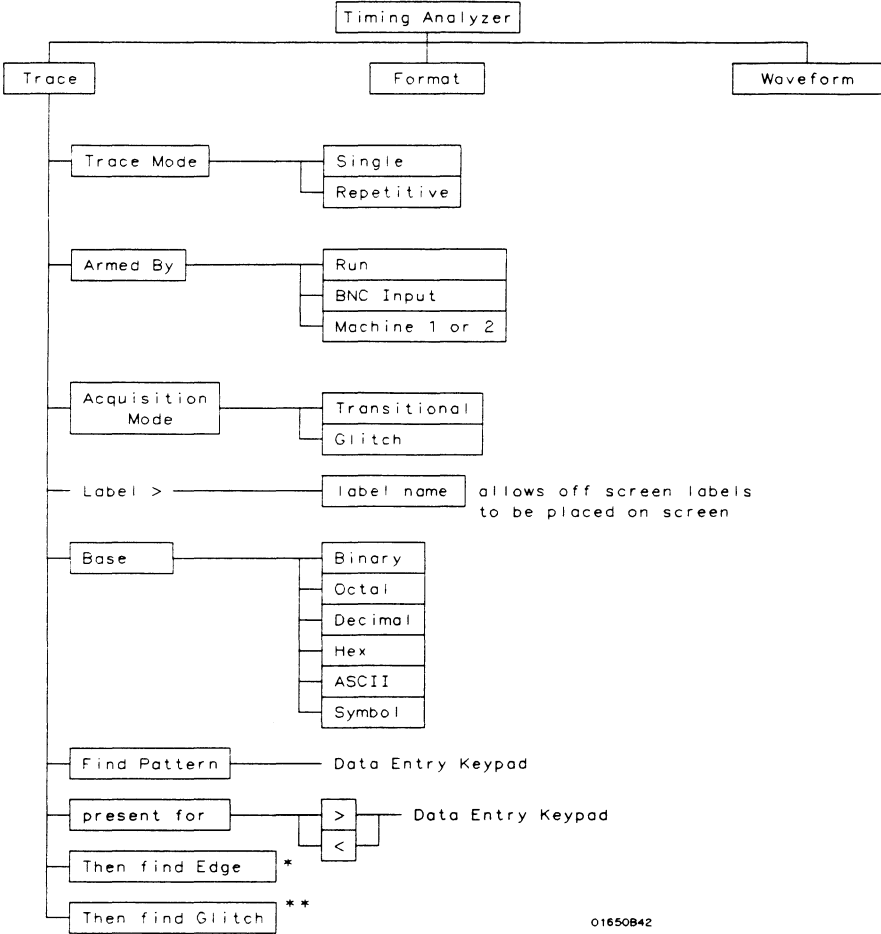 Timing Analyzer
Trace
Format
Waveform
Trace Mode
Single
Repetitive
Armed By
Run
BNC Input
Machine 1 or 2
Acquisition
Mode
Transitional
Glitch
Label >
label name
allows off screen labels
to be placed on screen
Base
Binary
Octal
Decimal
Hex
ASCII
Symbol
Find Pattern
Data Entry Keypad
present for
>
<
Data Entry Keypad
Then find Edge *
Then find Glitch **
01650B42